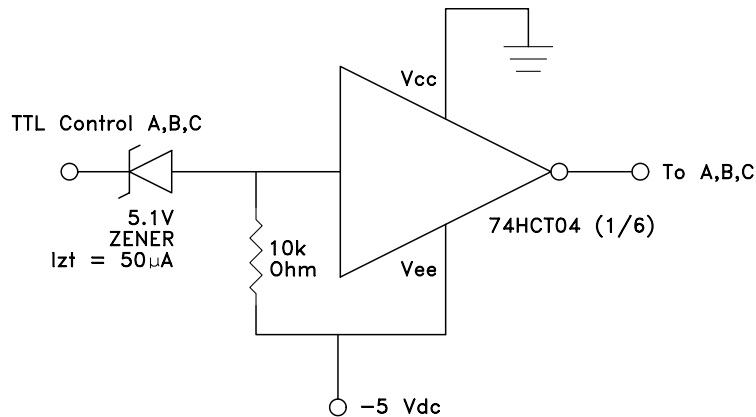 Vcc
TTL Control A,B,C
To A,B,C
5.1V
ZENER
Izt = 50μA
10k
Ohm
74HCT04 (1/6)
Vee
-5 Vdc